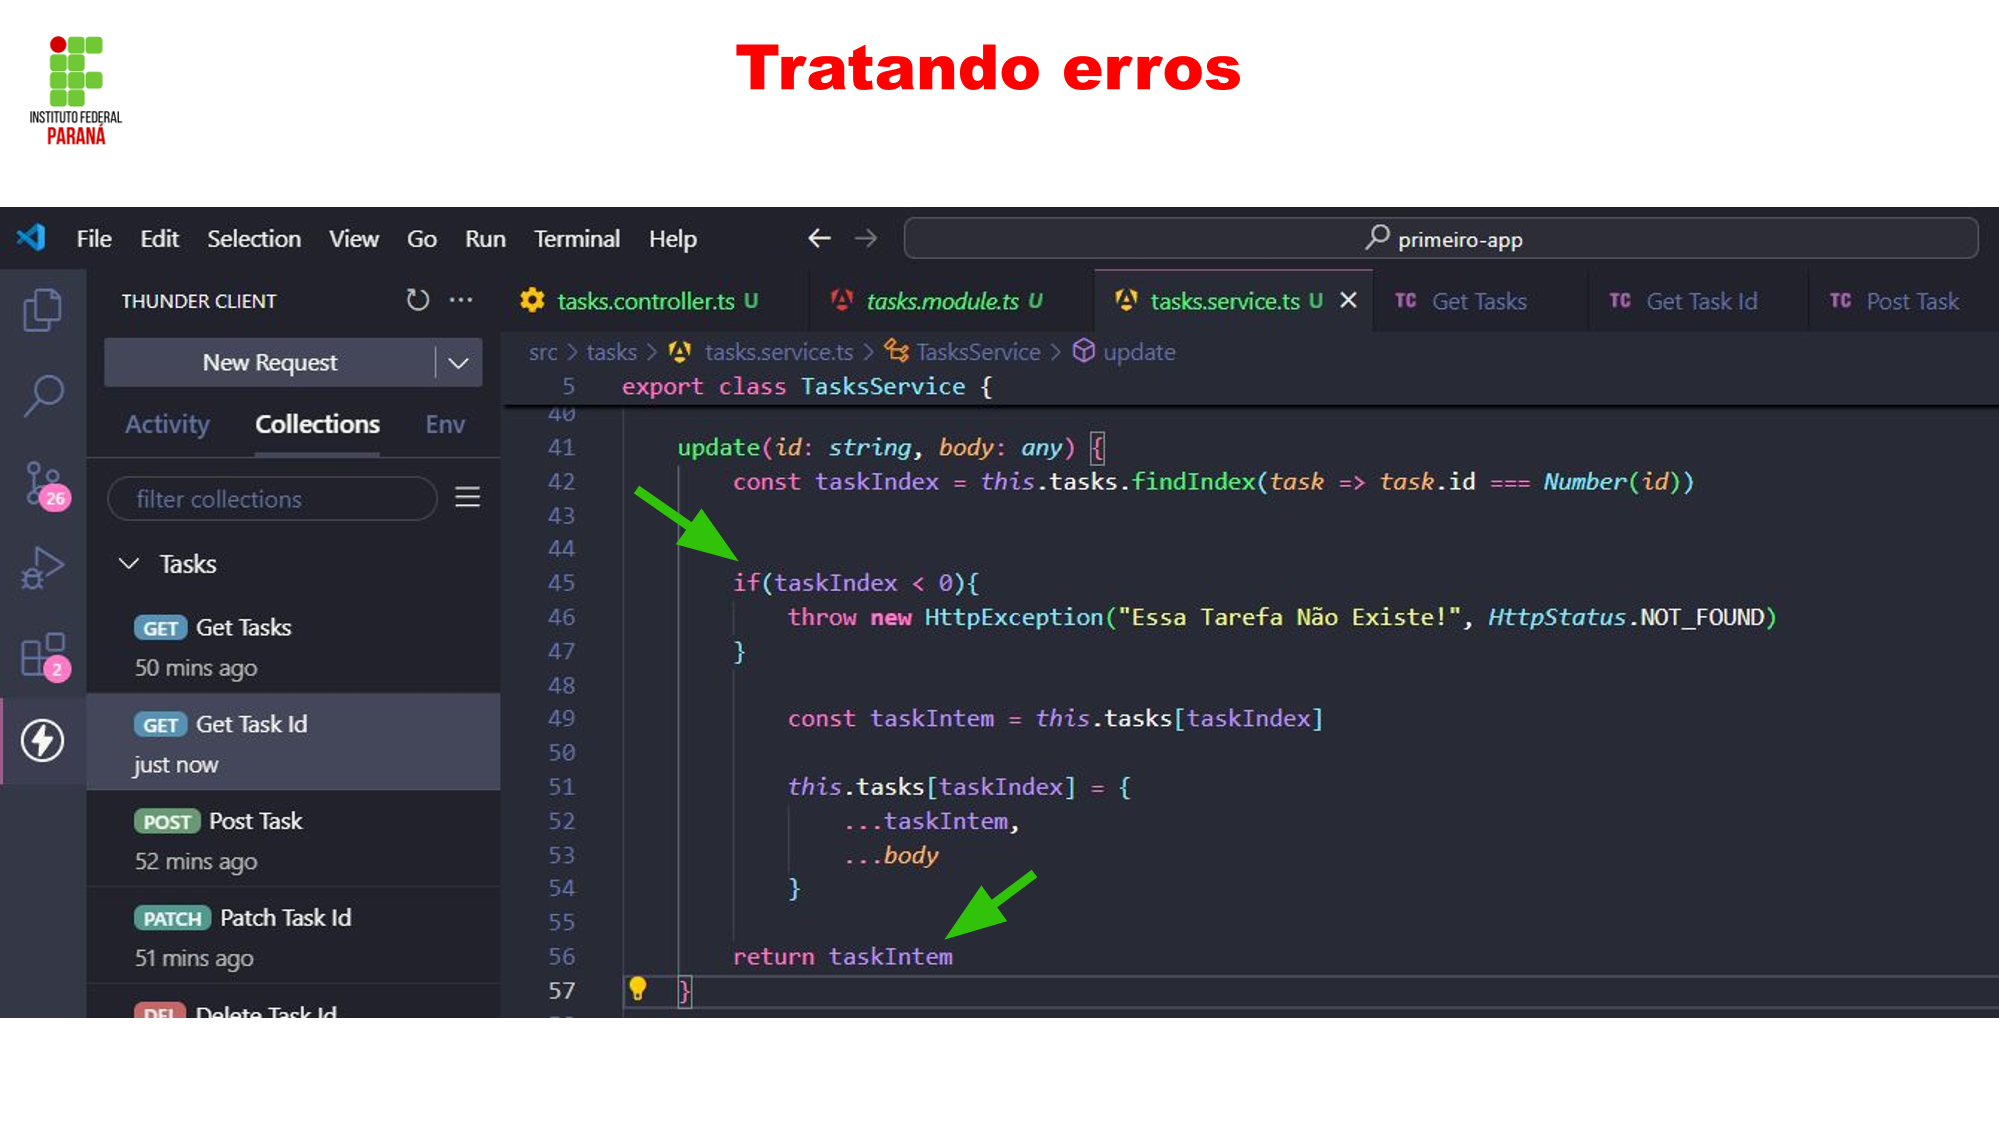 INSTITUTO FEDERAL
PARANÁ
Tratando erros
File Edit Selection View Go Run Terminal Help
primeiro-app
THUNDER CLIENT
tasks.controller.ts U
tasks.module.ts U
tasks.service.ts U
TC Get Tasks
TC Get Task Id
TC Post Task
New Request
src > tasks > tasks.service.ts > TasksService > update
Activity Collections Env
filter collections
26
2
Tasks
GET Get Tasks
50 mins ago
GET Get Task Id
just now
POST Post Task
52 mins ago
PATCH Patch Task Id
51 mins ago
DEL Delete Task Id
5 export class TasksService {
40
41 update(id: string, body: any) {
42 const taskIndex = this.tasks.findIndex(task => task.id === Number(id))
43
44
45 if(taskIndex < 0){
46 throw new HttpException("Essa Tarefa Não Existe!", HttpStatus.NOT_FOUND)
47 }
48
49 const taskIntem = this.tasks[taskIndex]
50
51 this.tasks[taskIndex] = {
52 ...taskIntem,
53 ...body
54 }
55
56 return taskIntem
57 }